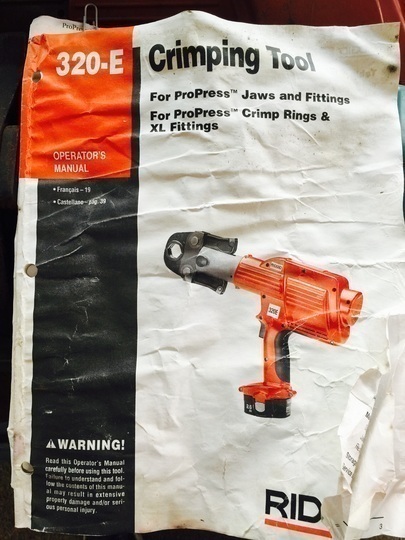 320-E
Crimping Tool
For ProPress™ Jaws and Fittings
For ProPress™ Crimp Rings &
XL Fittings
OPERATOR'S
MANUAL
• Français – 19
• Castellano – pág. 39
320E
⚠WARNING!
Read this Operator's Manual
carefully before using this tool.
Failure to understand and fol-
low the contents of this manu-
al may result in extensive
property damage and/or seri-
ous personal injury.
RID
3